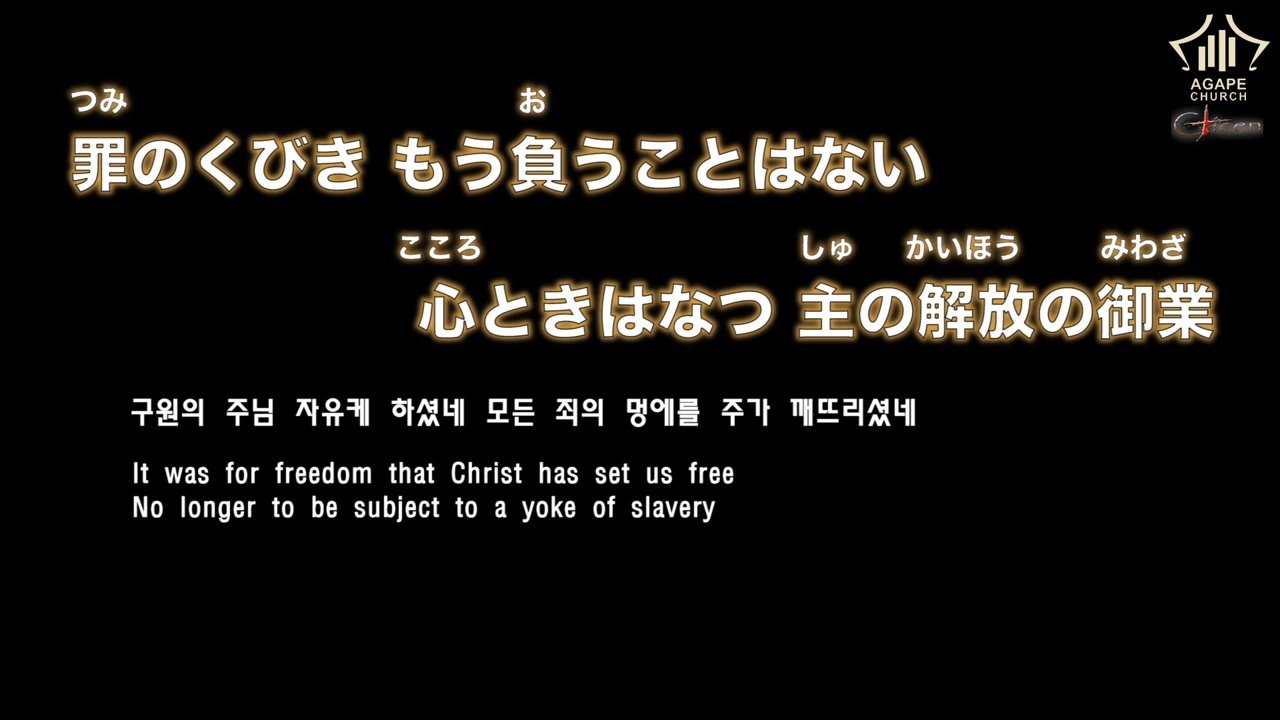 AGAPE
CHURCH
つみ お
罪のくびき もう負うことはない
こころ しゅ かいほう みわざ
心ときはなつ 主の解放の御業
구원의 주님 자유케 하셨네 모든 죄의 멍에를 주가 깨뜨리셨네
It was for freedom that Christ has set us free
No longer to be subject to a yoke of slavery